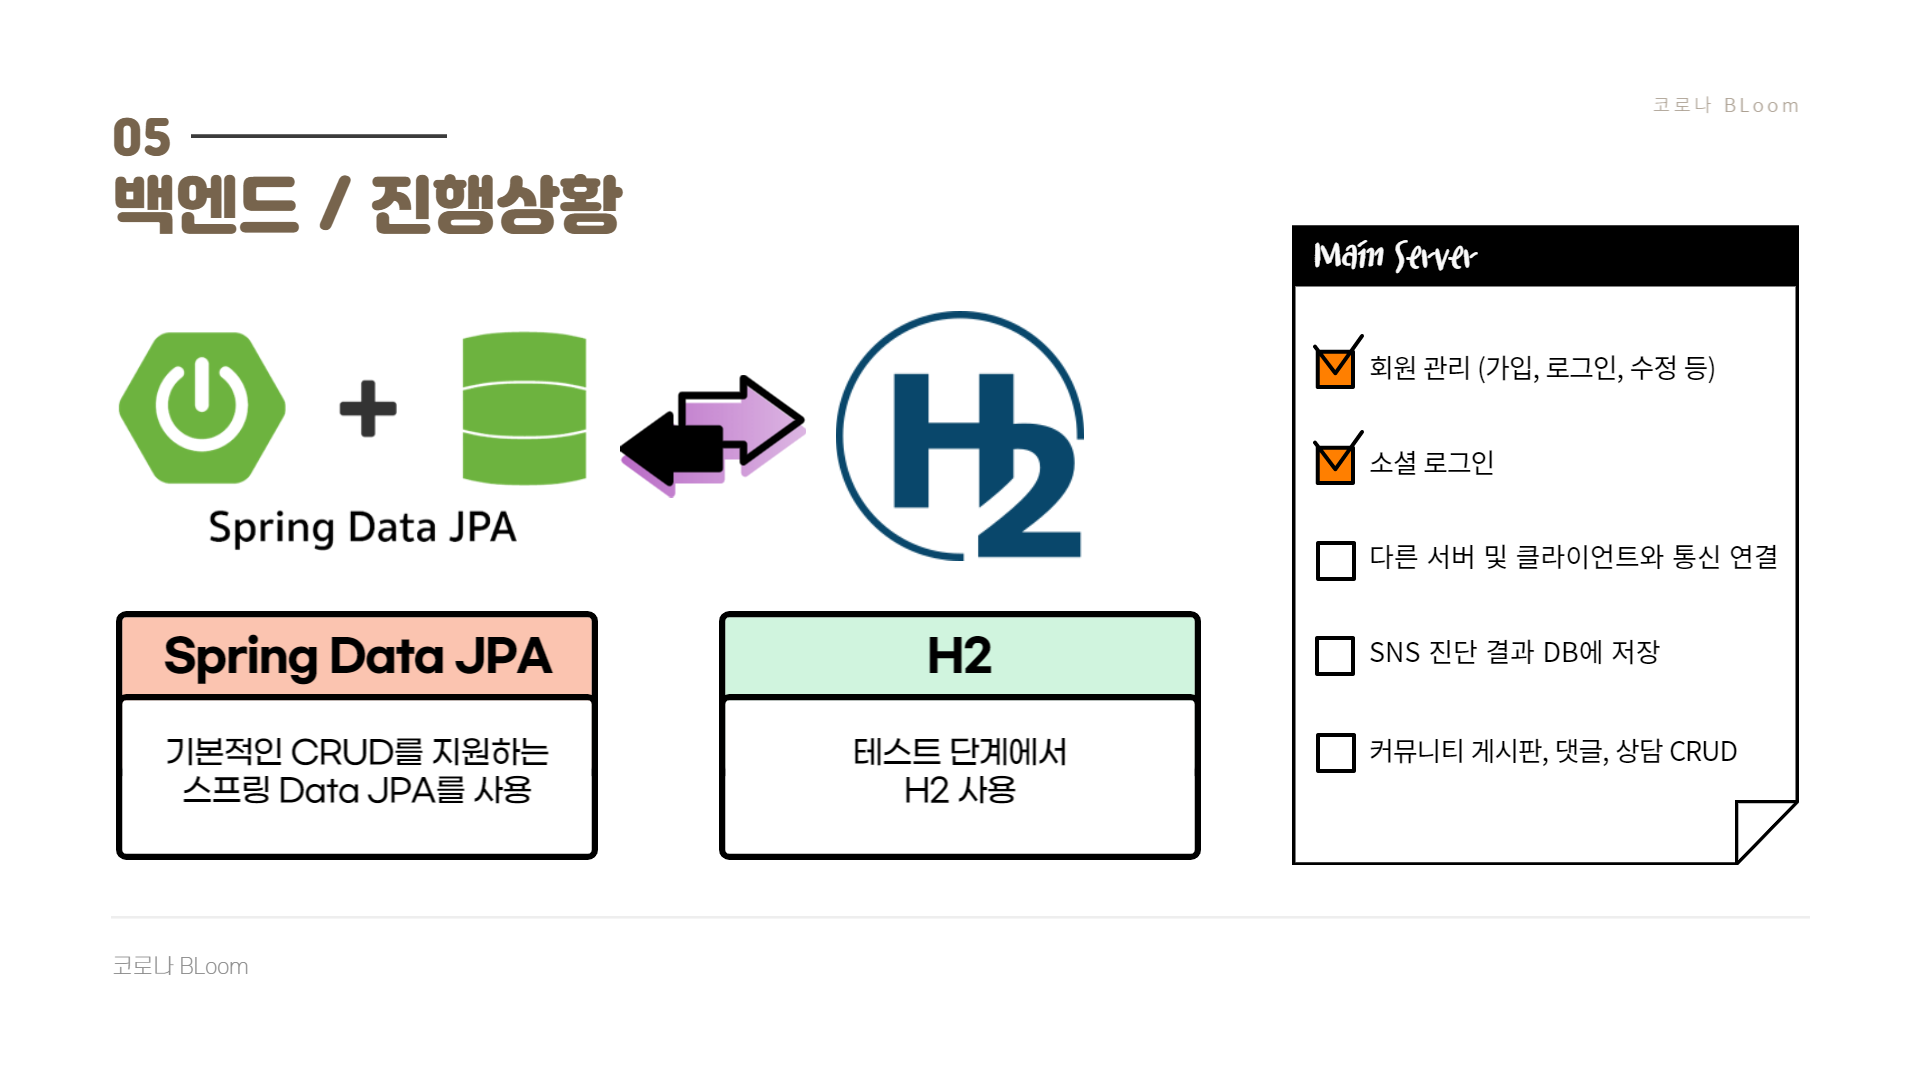 코로나 BLoom
05
백엔드 / 진행상황
Spring Data JPA
H2
Spring Data JPA
기본적인 CRUD를 지원하는
스프링 Data JPA를 사용
H2
테스트 단계에서
H2 사용
Main Server
회원 관리 (가입, 로그인, 수정 등)
소셜 로그인
다른 서버 및 클라이언트와 통신 연결
SNS 진단 결과 DB에 저장
커뮤니티 게시판, 댓글, 상담 CRUD
코로나 BLoom